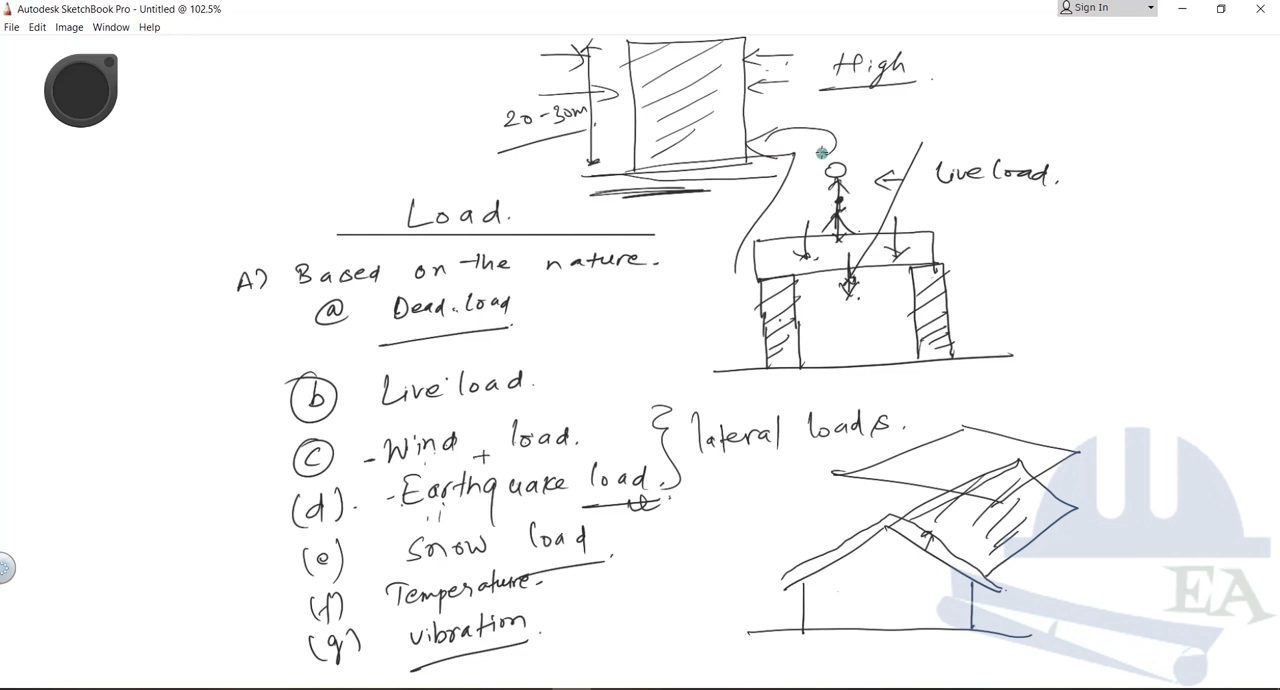 Autodesk SketchBook Pro - Untitled @ 102.5%
Sign In
File Edit Image Window Help
High
20-30m
Live load.
Load.
A) Based on the nature.
@ Dead load
b Live load.
c - Wind load. +
(d). - Earthquake load. } lateral loads.
(e) Snow load
(f) Temperature-
(g) vibration
EA